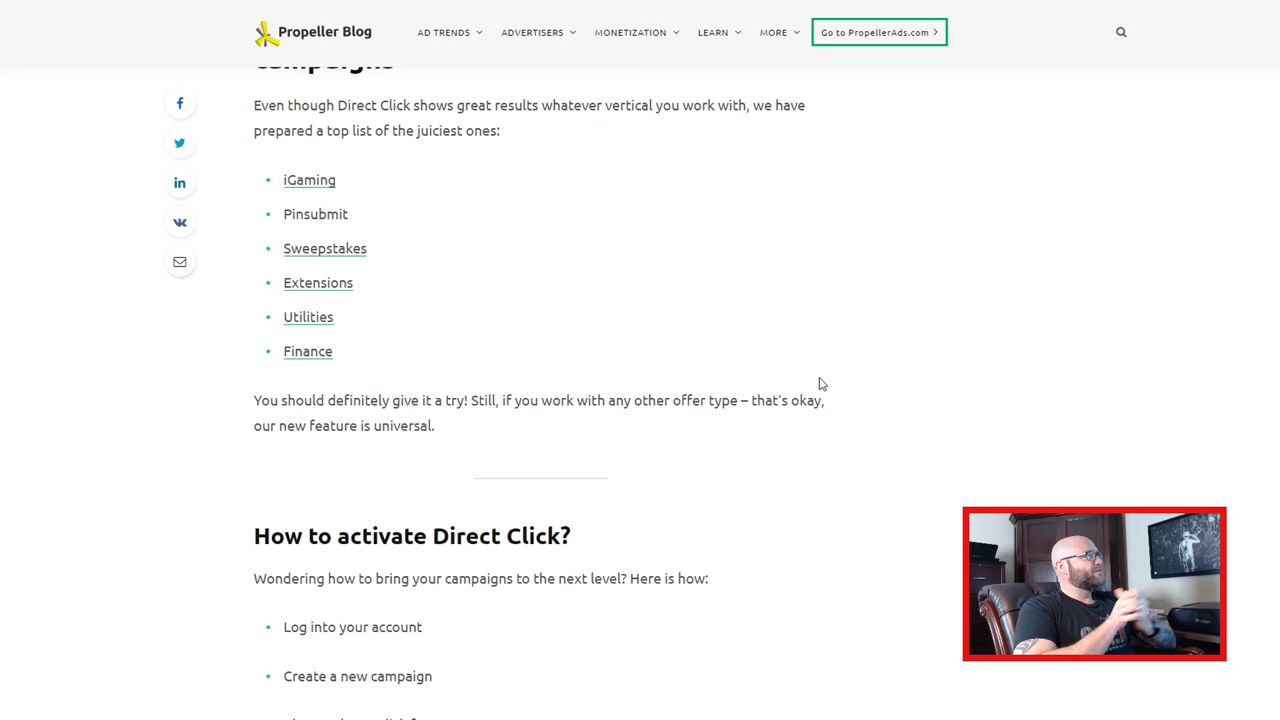 Propeller Blog
AD TRENDS
ADVERTISERS
MONETIZATION
LEARN
MORE
Go to PropellerAds.com
campaigns
Even though Direct Click shows great results whatever vertical you work with, we have
prepared a top list of the juiciest ones:
iGaming
Pinsubmit
Sweepstakes
Extensions
Utilities
Finance
You should definitely give it a try! Still, if you work with any other offer type – that's okay,
our new feature is universal.
How to activate Direct Click?
Wondering how to bring your campaigns to the next level? Here is how:
Log into your account
Create a new campaign